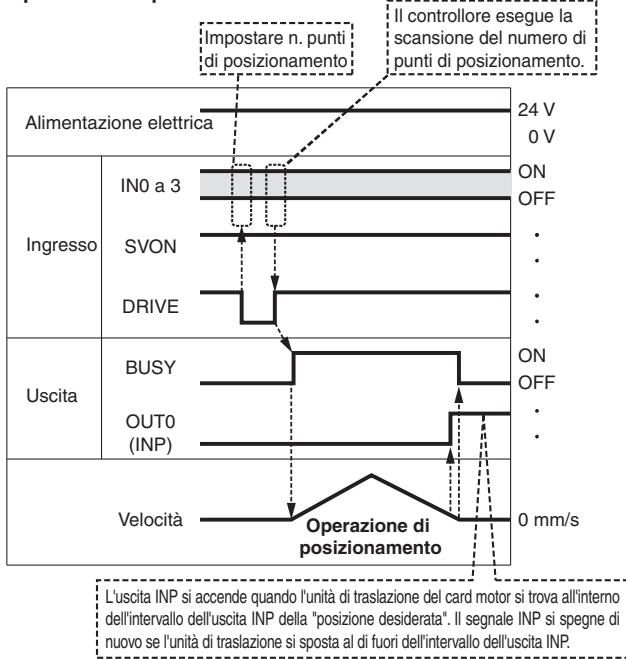 Impostare n. punti
di posizionamento
Il controllore esegue la
scansione del numero di
punti di posizionamento.
Alimentazione elettrica
24 V
0 V
Ingresso
IN0 a 3
ON
OFF
SVON
DRIVE
Uscita
BUSY
ON
OFF
OUT0
(INP)
Velocità
Operazione di
posizionamento
0 mm/s
L'uscita INP si accende quando l'unità di traslazione del card motor si trova all'interno
dell'intervallo dell'uscita INP della "posizione desiderata". Il segnale INP si spegne di
nuovo se l'unità di traslazione si sposta al di fuori dell'intervallo dell'uscita INP.